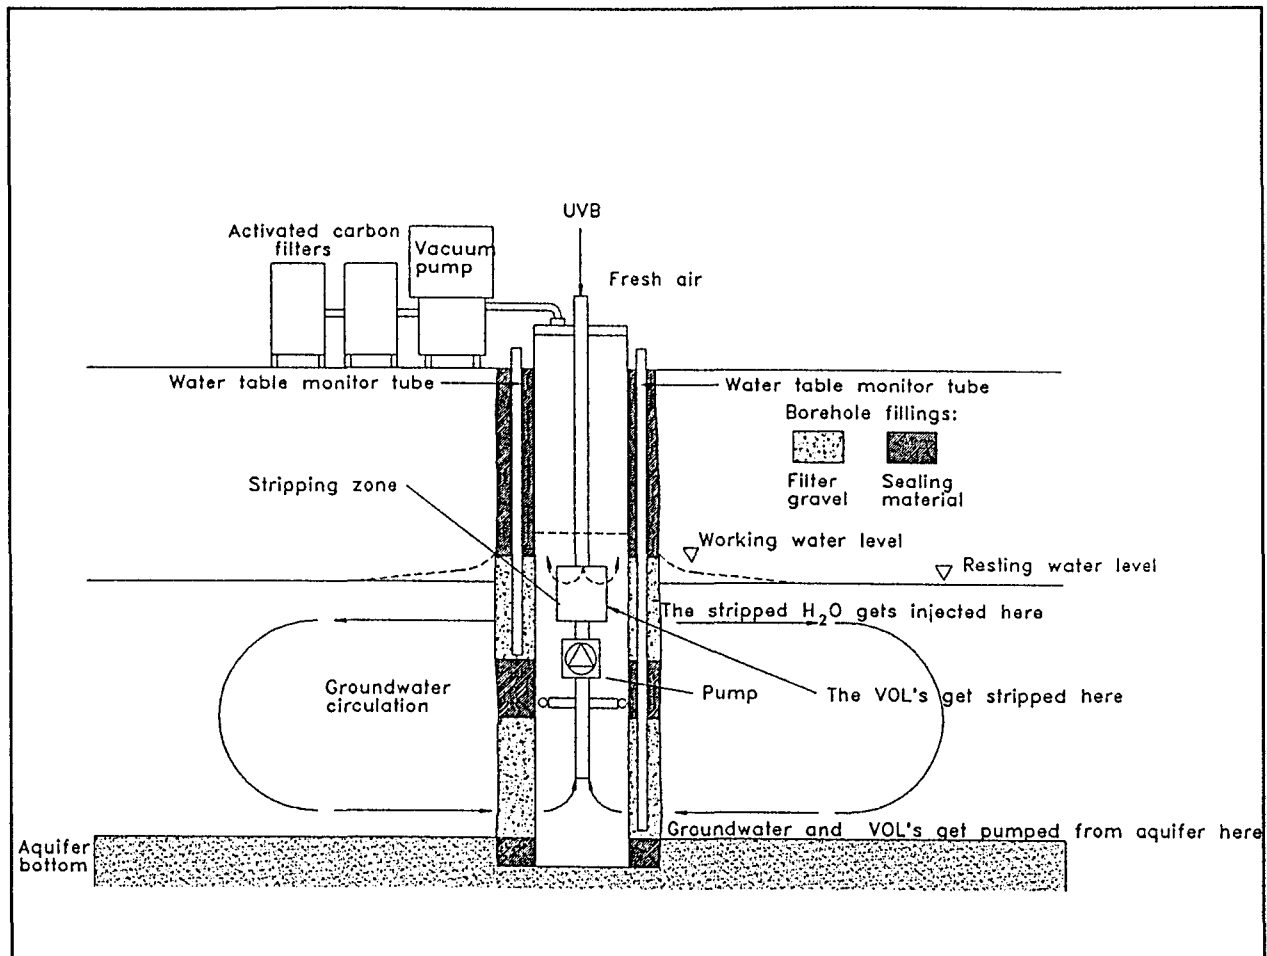 UVB
Activated carbon
filters
Vacuum
pump
Fresh air
Water table monitor tube
Water table monitor tube
Borehole fillings:
Filter
gravel
Sealing
material
Stripping zone
Working water level
Resting water level
The stripped H₂O gets injected here
Groundwater
circulation
Pump
The VOL's get stripped here
Groundwater and VOL's get pumped from aquifer here
Aquifer
bottom